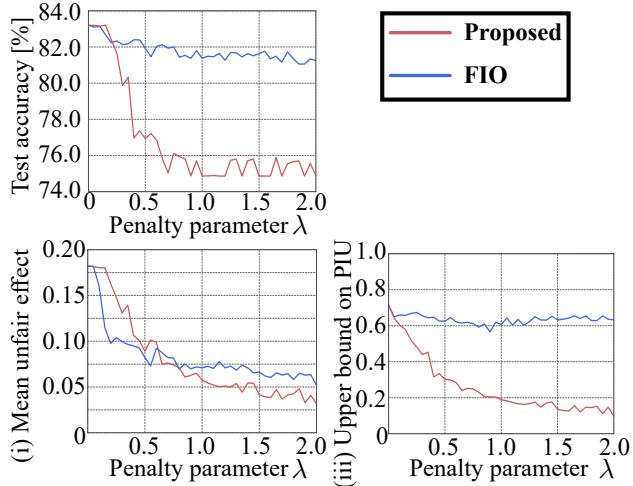 Test accuracy [%]
84.0
82.0
80.0
78.0
76.0
74.0
0 0.5 1.0 1.5 2.0
Penalty parameter λ
Proposed
FIO
(i) Mean unfair effect
0.20
0.15
0.10
0.05
0.5 1.0 1.5 2.0
Penalty parameter λ
(iii) Upper bound on PIU
1.0
0.8
0.6
0.4
0.2
0 0.5 1.0 1.5 2.0
Penalty parameter λ